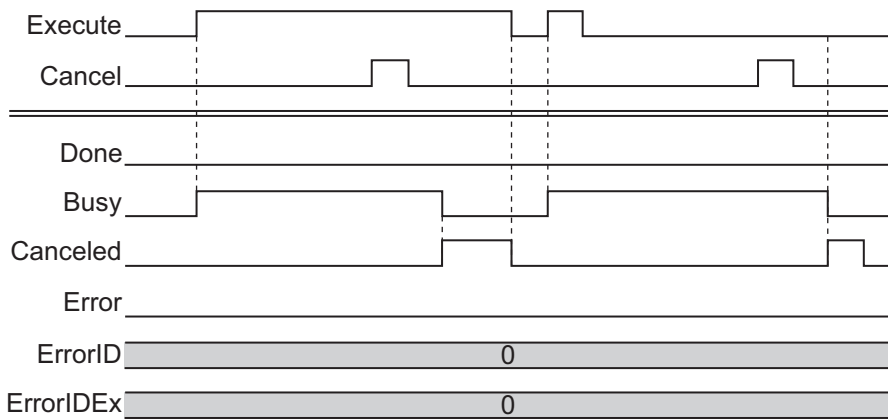 Execute
Cancel
Done
Busy
Canceled
Error
ErrorID 0
ErrorIDEx 0